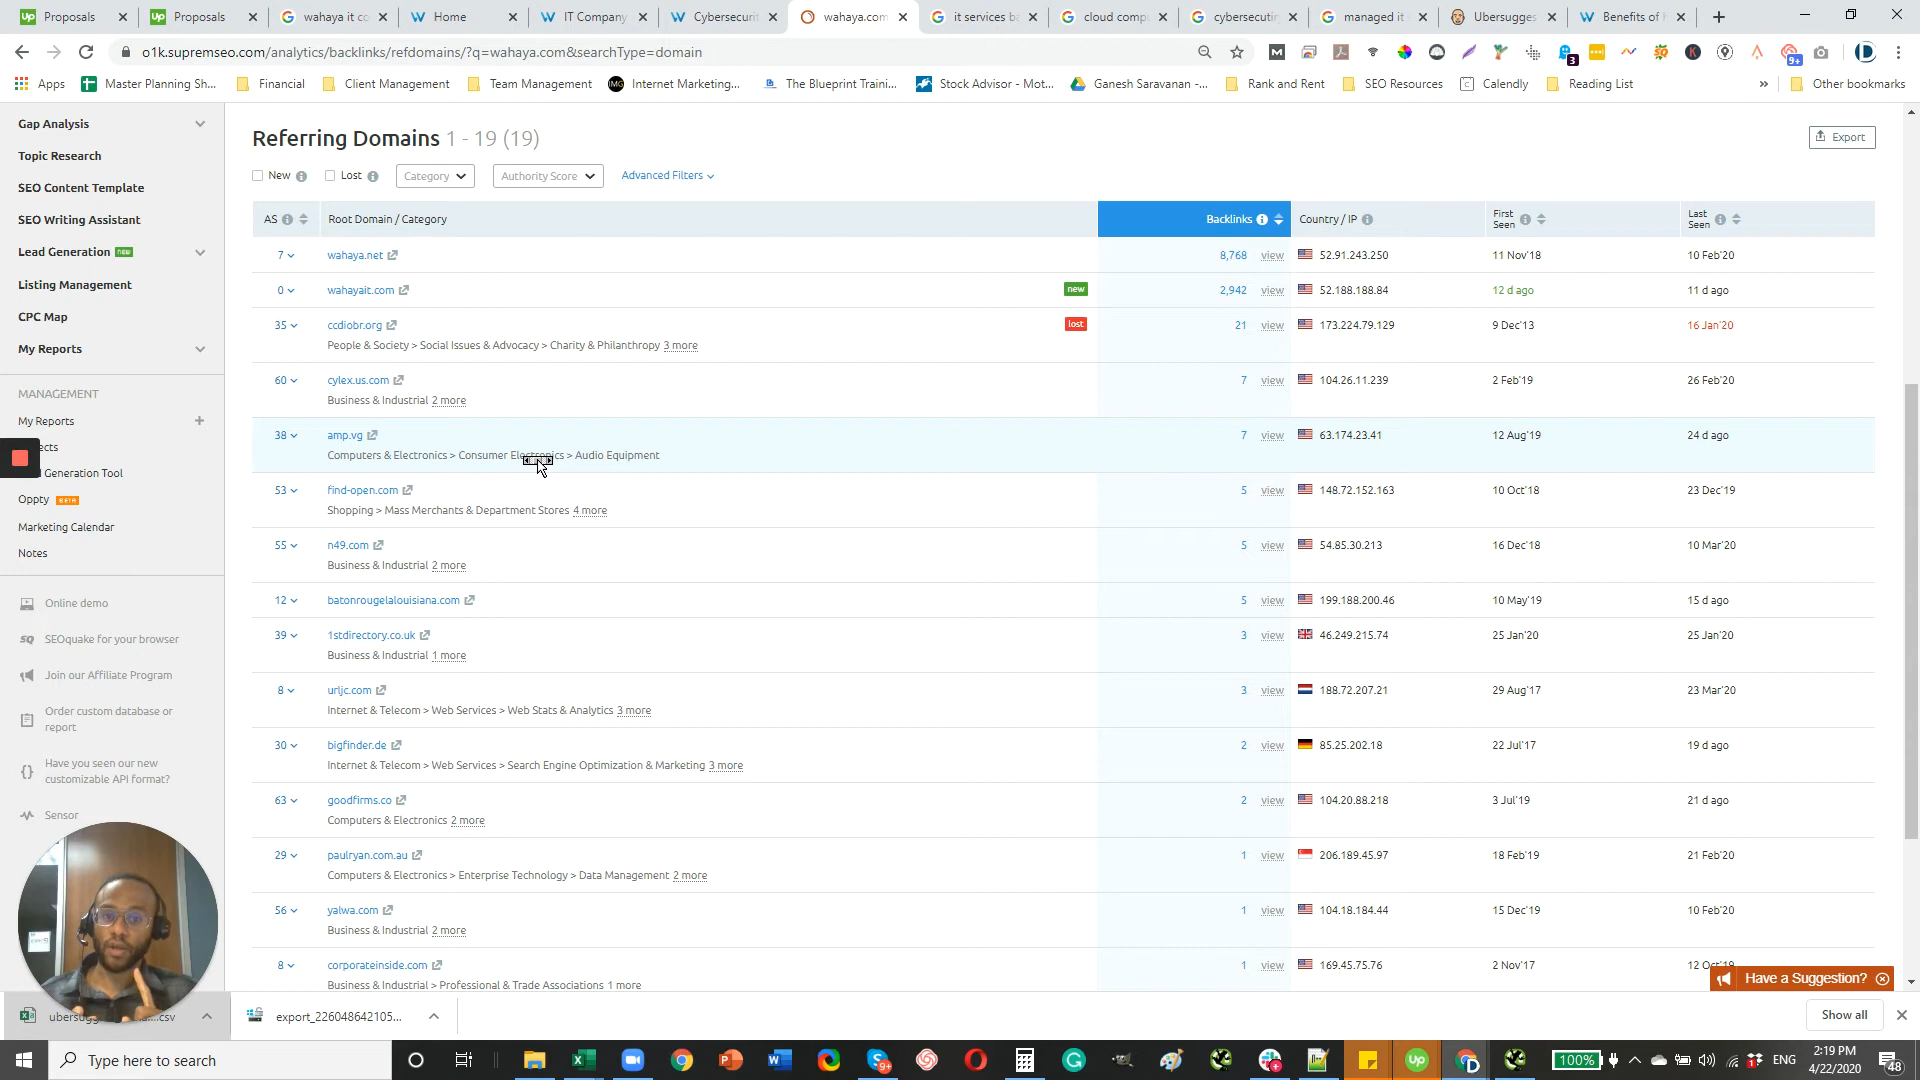 Proposals
Proposals
wahaya it co
Home
IT Company
Cybersecurit
wahaya.com
it services ba
cloud compu
cybersecutin
managed it s
Ubersugges
Benefits of
o1k.supremseo.com/analytics/backlinks/refdomains/?q=wahaya.com&searchType=domain
Apps
Master Planning Sh...
Financial
Client Management
Team Management
Internet Marketing...
The Blueprint Traini...
Stock Advisor - Mot...
Ganesh Saravanan -...
Rank and Rent
SEO Resources
Calendly
Reading List
»
Other bookmarks
Gap Analysis
Topic Research
SEO Content Template
SEO Writing Assistant
Lead Generation new
Listing Management
CPC Map
My Reports
MANAGEMENT
My Reports +
ects
Generation Tool
Oppty BETA
Marketing Calendar
Notes
Online demo
SEOquake for your browser
Join our Affiliate Program
Order custom database or
report
Have you seen our new
customizable API format?
Sensor
Referring Domains 1 - 19 (19)
Export
New
Lost
Category
Authority Score
Advanced Filters
AS Root Domain / Category Backlinks Country / IP First Seen Last Seen
7 wahaya.net 8,768 view 52.91.243.250 11 Nov'18 10 Feb'20
0 wahayait.com new 2,942 view 52.188.188.84 12 d ago 11 d ago
35 ccdiobr.org lost 21 view 173.224.79.129 9 Dec'13 16 Jan'20
People & Society > Social Issues & Advocacy > Charity & Philanthropy 3 more
60 cylex.us.com 7 view 104.26.11.239 2 Feb'19 26 Feb'20
Business & Industrial 2 more
38 amp.vg 7 view 63.174.23.41 12 Aug'19 24 d ago
Computers & Electronics > Consumer Electronics > Audio Equipment
53 find-open.com 5 view 148.72.152.163 10 Oct'18 23 Dec'19
Shopping > Mass Merchants & Department Stores 4 more
55 n49.com 5 view 54.85.30.213 16 Dec'18 10 Mar'20
Business & Industrial 2 more
12 batonrougelalouisiana.com 5 view 199.188.200.46 10 May'19 15 d ago
39 1stdirectory.co.uk 3 view 46.249.215.74 25 Jan'20 25 Jan'20
Business & Industrial 1 more
8 urljc.com 3 view 188.72.207.21 29 Aug'17 23 Mar'20
Internet & Telecom > Web Services > Web Stats & Analytics 3 more
30 bigfinder.de 2 view 85.25.202.18 22 Jul'17 19 d ago
Internet & Telecom > Web Services > Search Engine Optimization & Marketing 3 more
63 goodfirms.co 2 view 104.20.88.218 3 Jul'19 21 d ago
Computers & Electronics 2 more
29 paulryan.com.au 1 view 206.189.45.97 18 Feb'19 21 Feb'20
Computers & Electronics > Enterprise Technology > Data Management 2 more
56 yalwa.com 1 view 104.18.184.44 15 Dec'19 10 Feb'20
Business & Industrial 2 more
8 corporateinside.com 1 view 169.45.75.76 2 Nov'17 12 Oct'19
Business & Industrial > Professional & Trade Associations 1 more
Have a Suggestion?
export_226048642105...
Show all
Type here to search
100%
ENG
2:19 PM
4/22/2020
48